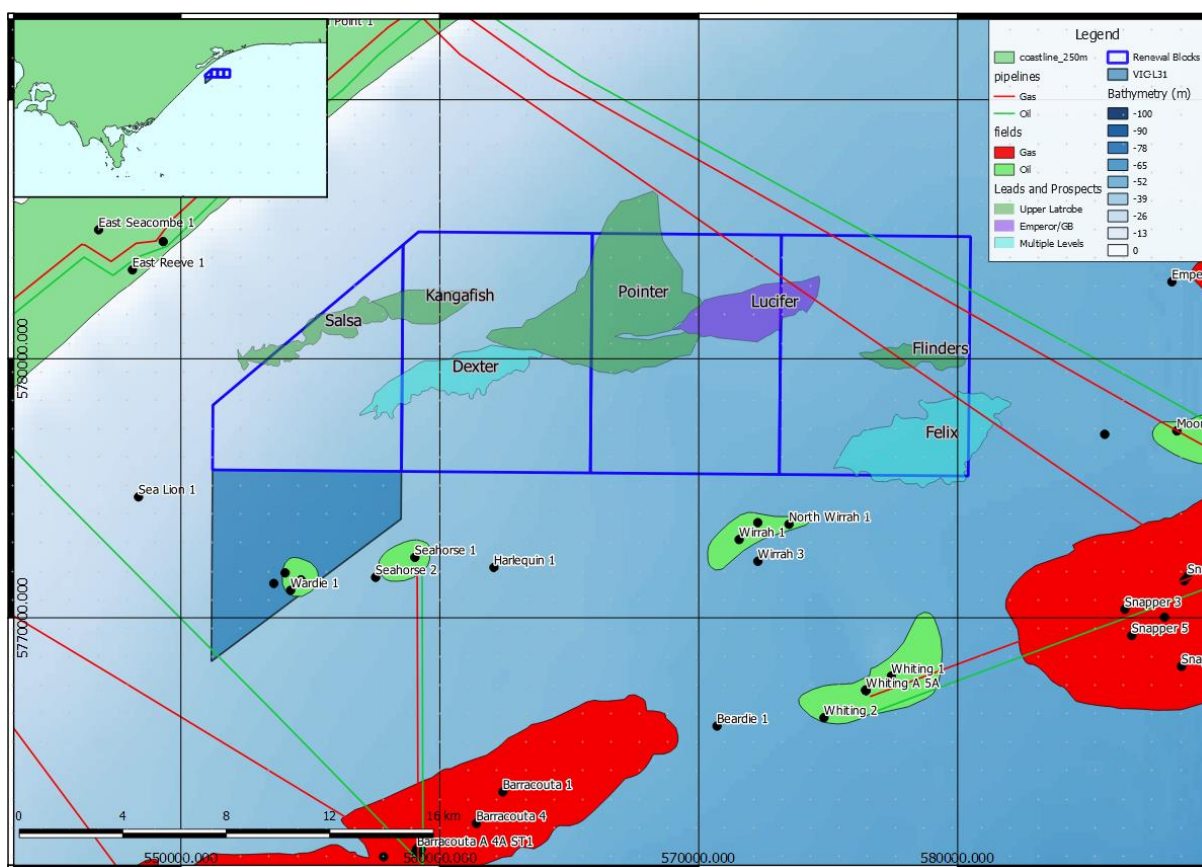 Point 1
Legend
coastline_250m
pipelines
Gas
Oil
fields
Gas
Oil
Leads and Prospects
Upper Latrobe
Emperor/GB
Multiple Levels
Renewal Blocks
VIC-L31
Bathymetry (m)
-100
-90
-78
-65
-52
-39
-26
-13
0
East Seacombe 1
East Reeve 1
Empe
Kangafish
Pointer
Lucifer
Salsa
Flinders
Dexter
Felix
Moon
Sea Lion 1
North Wirrah 1
Wirrah 1
Wirrah 3
Seahorse 1
Seahorse 2
Harlequin 1
Wardie 1
Sn
Snapper 3
Snapper 5
Sna
Whiting 1
Whiting A 5A
Whiting 2
Beardie 1
Barracouta 1
Barracouta 4
Barracouta A 4A ST1
0 4 8 12 16 km
5780000.000
5770000.000
550000.000
560000.000
570000.000
580000.000